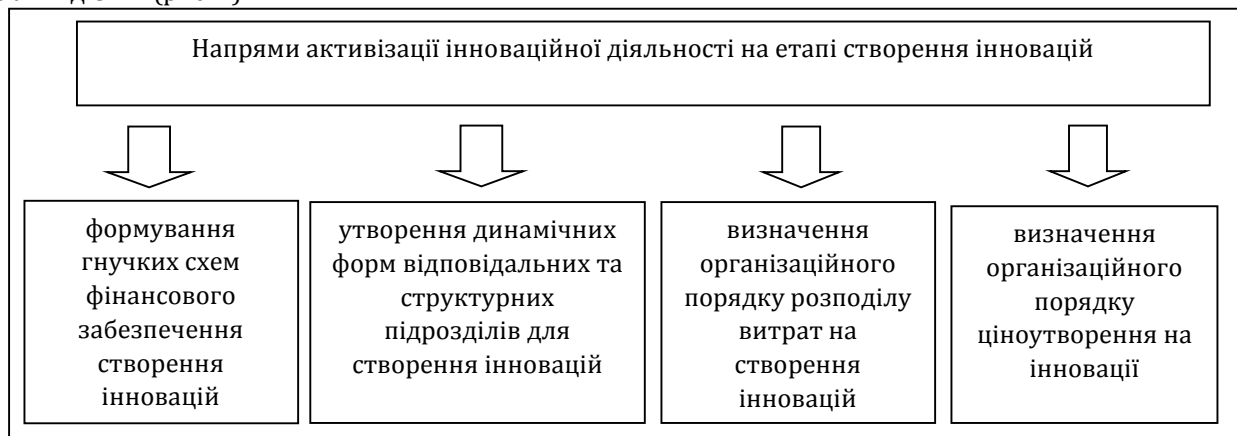 Напрями активізації інноваційної діяльності на етапі створення інновацій
формування
гнучких схем
фінансового
забезпечення
створення
інновацій
утворення динамічних
форм відповідальних та
структурних
підрозділів для
створення інновацій
визначення
організаційного
порядку розподілу
витрат на
створення
інновацій
визначення
організаційного
порядку
ціноутворення на
інновації